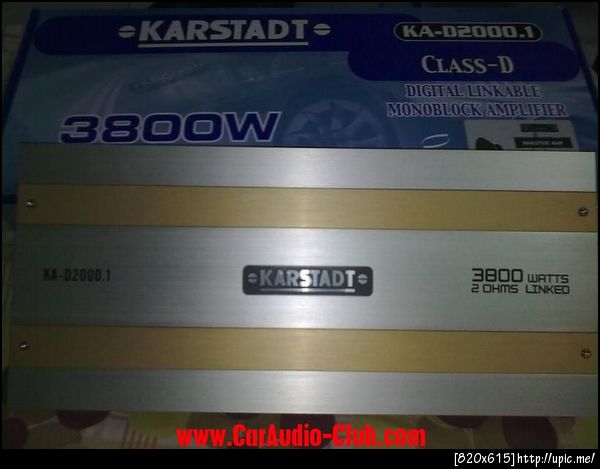 KARSTADT
KA-D2000.1
CLASS-D
DIGITAL LINKABLE
MONOBLOCK AMPLIFIER
3800W
KA-D2000.1
KARSTADT
3800 WATTS
2 OHMS LINKED
www.CarAudio-Club.com
[820x615]http://upic.me/